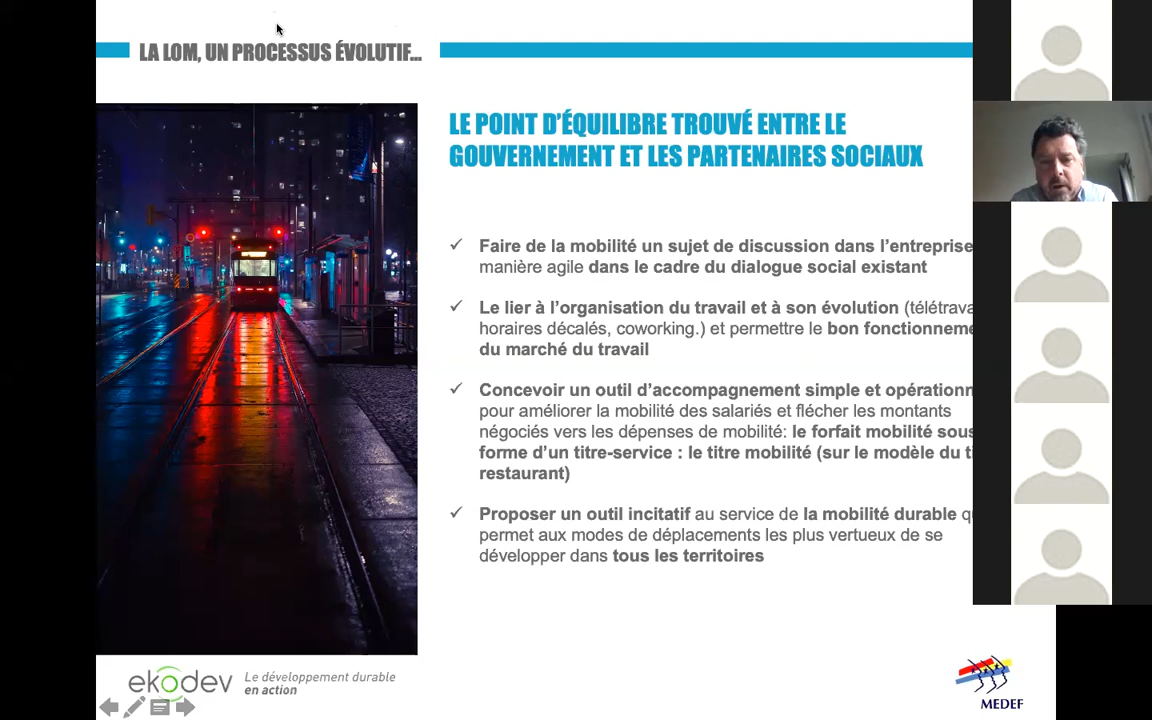 LA LOM, UN PROCESSUS ÉVOLUTIF...
LE POINT D'ÉQUILIBRE TROUVÉ ENTRE LE
GOUVERNEMENT ET LES PARTENAIRES SOCIAUX
✓ Faire de la mobilité un sujet de discussion dans l'entreprise
manière agile dans le cadre du dialogue social existant
✓ Le lier à l'organisation du travail et à son évolution
horaires décalés, coworking.) et permettre le bon
du marché du travail
✓ Concevoir un outil d'accompagnement simple et
pour améliorer la mobilité des salariés et flécher les montants
négociés vers les dépenses de mobilité: le forfait mobilité sous
forme d'un titre-service : le titre mobilité (sur le modèle du
restaurant)
✓ Proposer un outil incitatif au service de la mobilité durable
permet aux modes de déplacements les plus vertueux de se
développer dans tous les territoires
ekodev
Le développement durable
en action
MEDEF